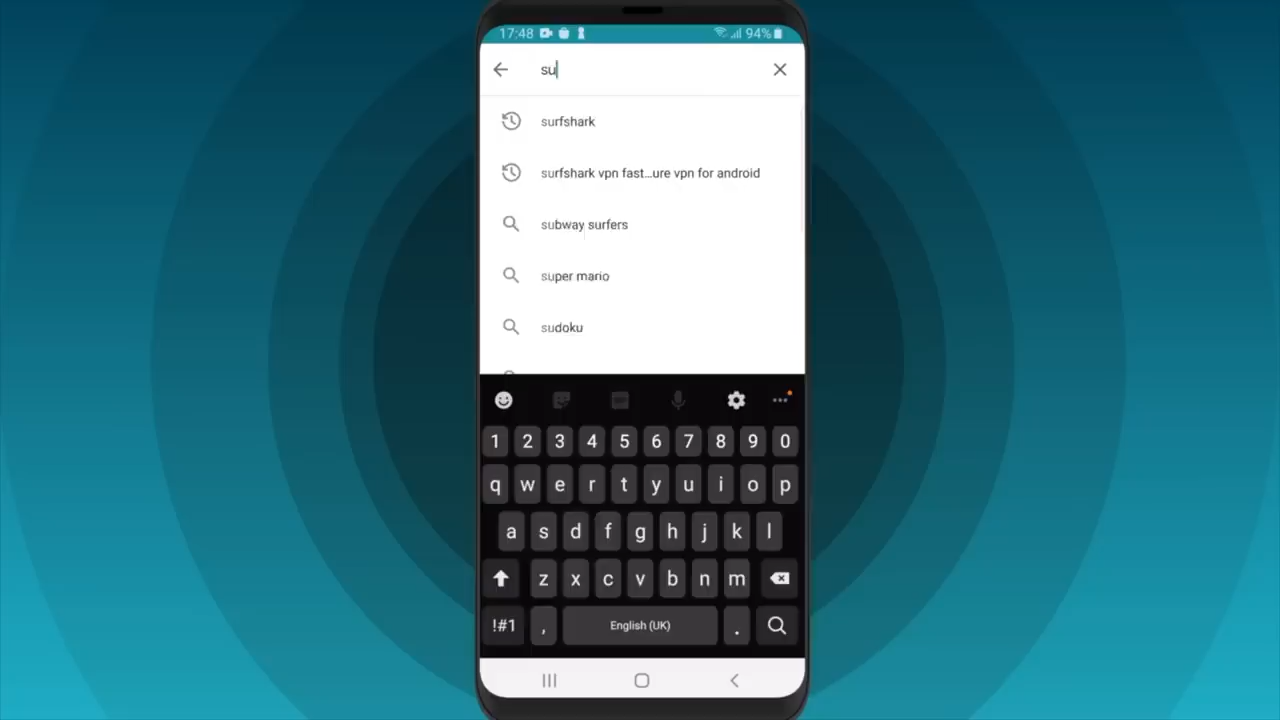 17:48 94%
su
surfshark
surfshark vpn fast...ure vpn for android
subway surfers
super mario
sudoku
1 2 3 4 5 6 7 8 9 0
q w e r t y u i o p
a s d f g h j k l
z x c v b n m
!#1 , English (UK) .